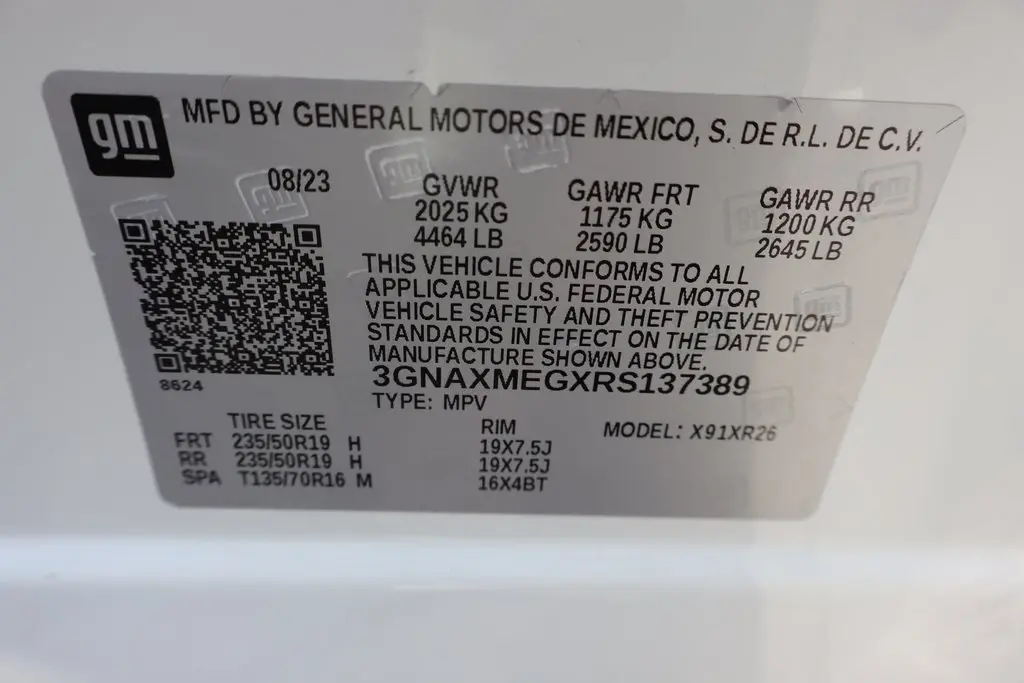 gm MFD BY GENERAL MOTORS DE MEXICO, S. DE R.L. DE C.V.
08/23 GVWR GAWR FRT GAWR RR
2025 KG 1175 KG 1200 KG
4464 LB 2590 LB 2645 LB
THIS VEHICLE CONFORMS TO ALL
APPLICABLE U.S. FEDERAL MOTOR
VEHICLE SAFETY AND THEFT PREVENTION
STANDARDS IN EFFECT ON THE DATE OF
MANUFACTURE SHOWN ABOVE.
8624 3GNAXMEGXRS137389
TYPE: MPV
TIRE SIZE RIM MODEL: X91XR26
FRT 235/50R19 H 19X7.5J
RR 235/50R19 H 19X7.5J
SPA T135/70R16 M 16X4BT